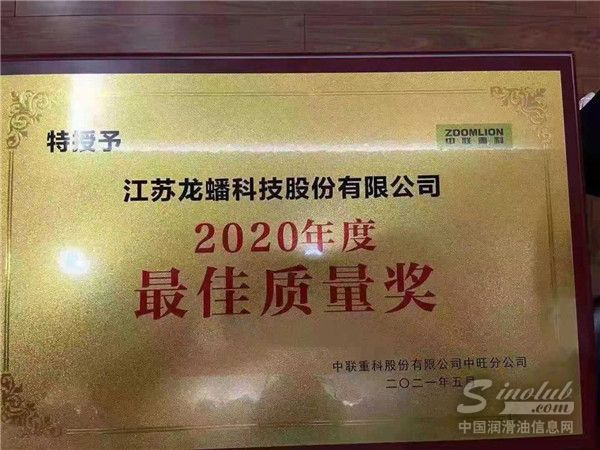 特授予
ZOOMLION
中联重科
江苏龙蟠科技股份有限公司
2020年度
最佳质量奖
中联重科股份有限公司中旺分公司
二〇二一年五月
Sinolub.com
中国润滑油信息网